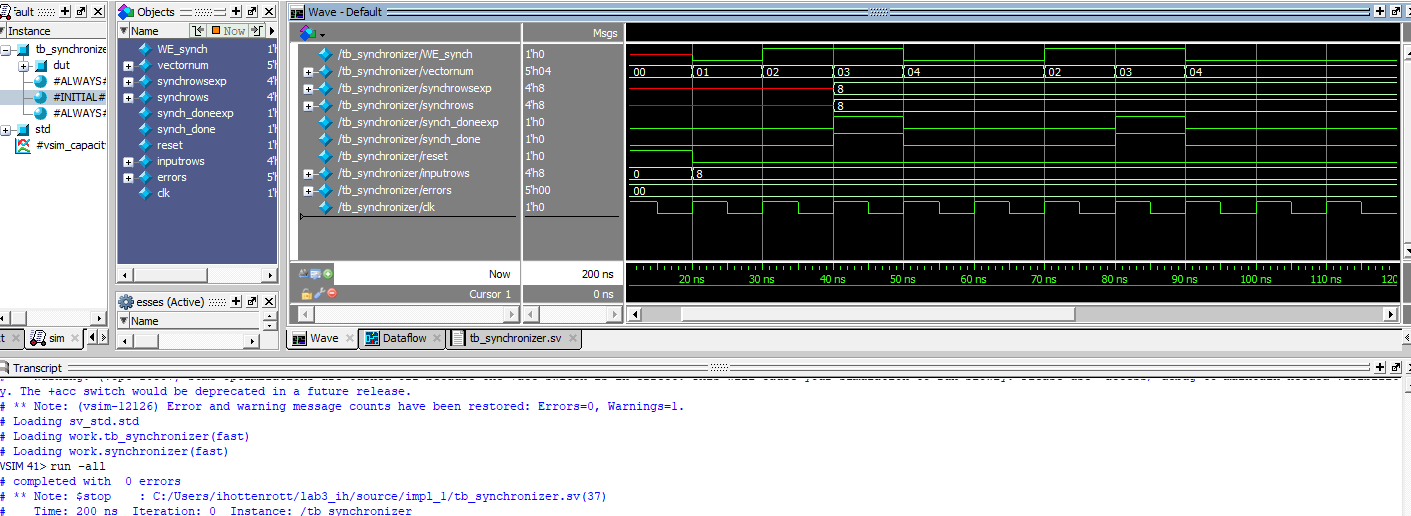 ault
Instance
tb_synchronize
dut
#ALWAYS#
#INITIAL#
#ALWAYS#
std
#vsim_capacit
sim
Objects
Now
Name
WE_synch 1'h
vectornum 5'h
synchrowsexp 4'h
synchrows 4'h
synch_doneexp 1'h
synch_done 1'h
reset 1'h
inputrows 4'h
errors 5'h
clk 1'h
esses (Active)
Name
Wave - Default
Msgs
/tb_synchronizer/WE_synch 1'h0
/tb_synchronizer/vectornum 5'h04 00 01 02 03 04 02 03 04
/tb_synchronizer/synchrowsexp 4'h8 8
/tb_synchronizer/synchrows 4'h8 8
/tb_synchronizer/synch_doneexp 1'h0
/tb_synchronizer/synch_done 1'h0
/tb_synchronizer/reset 1'h0
/tb_synchronizer/inputrows 4'h8 0 8
/tb_synchronizer/errors 5'h00 00
/tb_synchronizer/clk 1'h0
Now 200 ns 20 ns 30 ns 40 ns 50 ns 60 ns 70 ns 80 ns 90 ns 100 ns 110 ns 120
Cursor 1 0 ns
Wave Dataflow tb_synchronizer.sv
Transcript
y. The +acc switch would be deprecated in a future release.
# ** Note: (vsim-12126) Error and warning message counts have been restored: Errors=0, Warnings=1.
# Loading sv_std.std
# Loading work.tb_synchronizer(fast)
# Loading work.synchronizer(fast)
VSIM 41> run -all
# completed with 0 errors
# ** Note: $stop : C:/Users/ihottenrott/lab3_ih/source/impl_1/tb_synchronizer.sv(37)
# Time: 200 ns Iteration: 0 Instance: /tb_synchronizer